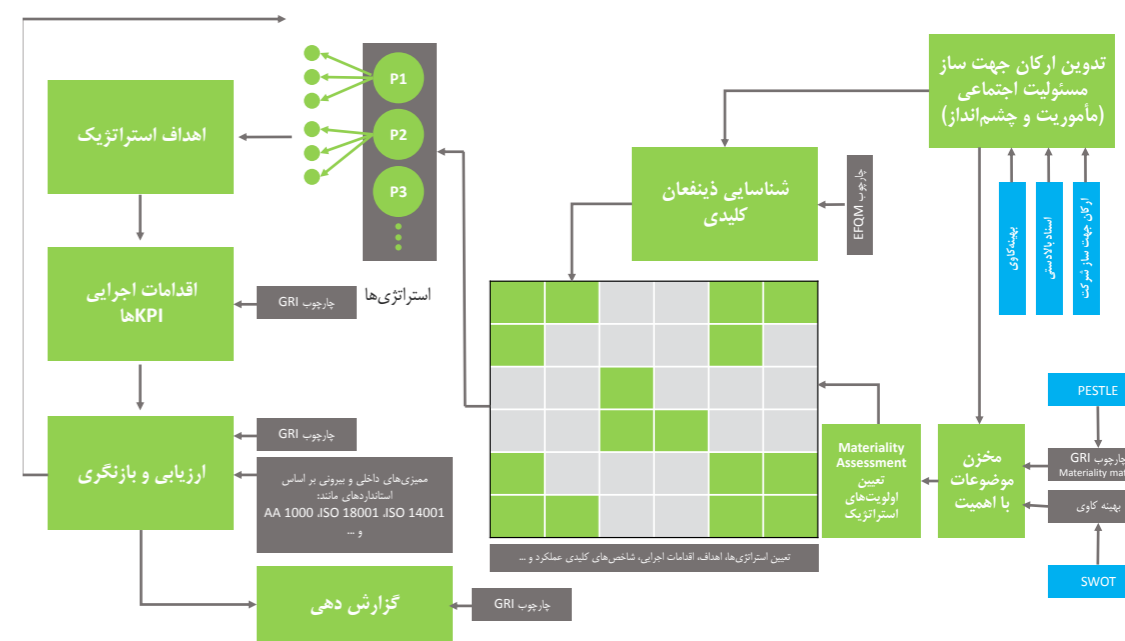 تدوین ارکان جهت ساز
مسئولیت اجتماعی
(مأموریت و چشم‌انداز)
ارکان جهت ساز شرکت
اسناد بالادستی
بهینه‌کاوی
شناسایی ذینفعان
کلیدی
چارچوب EFQM
PESTLE
چارچوب GRI
Materiality mat
بهینه کاوی
SWOT
مخزن
موضوعات
با اهمیت
Materiality
Assessment
تعیین
اولویت‌های
استراتژیک
تعیین استراتژی‌ها، اهداف، اقدامات اجرایی، شاخص‌های کلیدی عملکرد و ...
P1
P2
P3
استراتژی‌ها
اهداف استراتژیک
اقدامات اجرایی
KPIها
چارچوب GRI
ارزیابی و بازنگری
چارچوب GRI
ممیزی‌های داخلی و بیرونی بر اساس
استانداردهای مانند:
AA 1000 ،ISO 18001 ،ISO 14001
و ...
گزارش دهی
چارچوب GRI